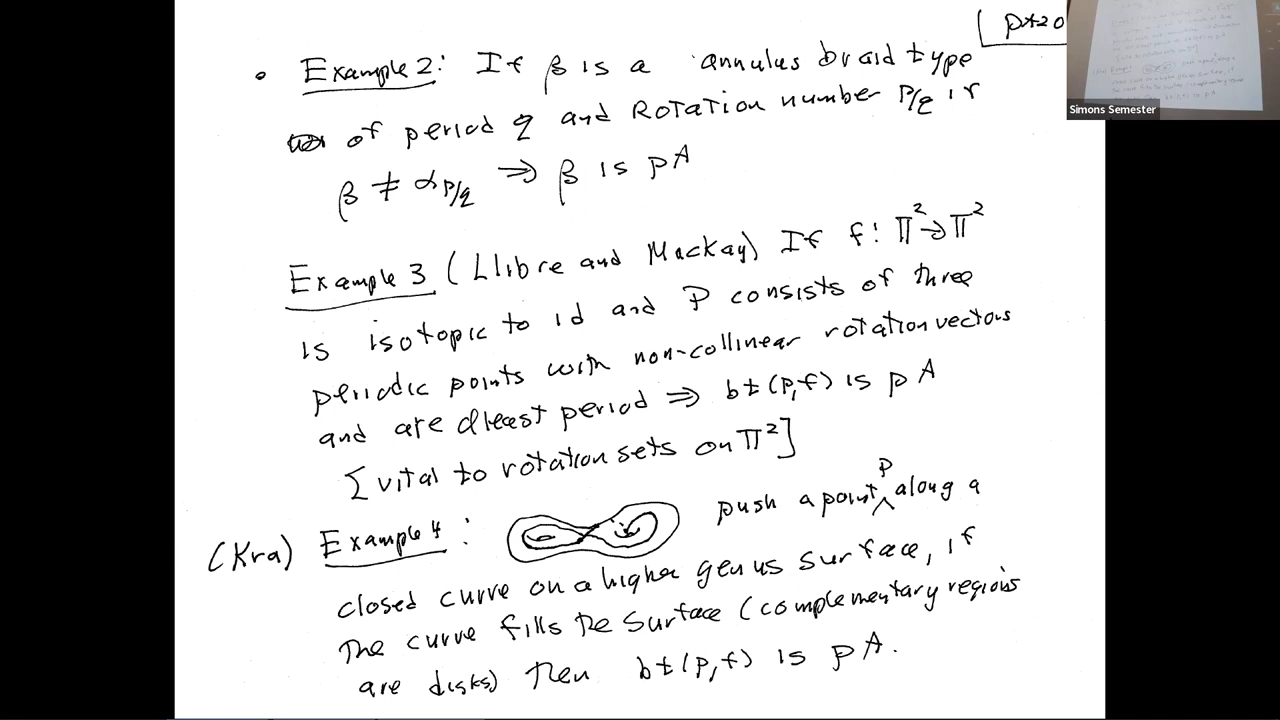 p720
Simons Semester
• Example 2: If β is a annulus braid type
of period q and Rotation number P/q if
β ≠ α_{P/q} ⇒ β is pA
Example 3 (Llibre and Mackay) If f: 𝕋² → 𝕋²
is isotopic to id and P consists of three
periodic points with non-collinear rotation vectors
and are of least period ⇒ bt(P,f) is pA
[vital to rotation sets on 𝕋²]
(Kra) Example 4: push a point P along a
closed curve on a higher genus surface, if
The curve fills the surface (complementary regions
are disks) Then bt(p,f) is pA.